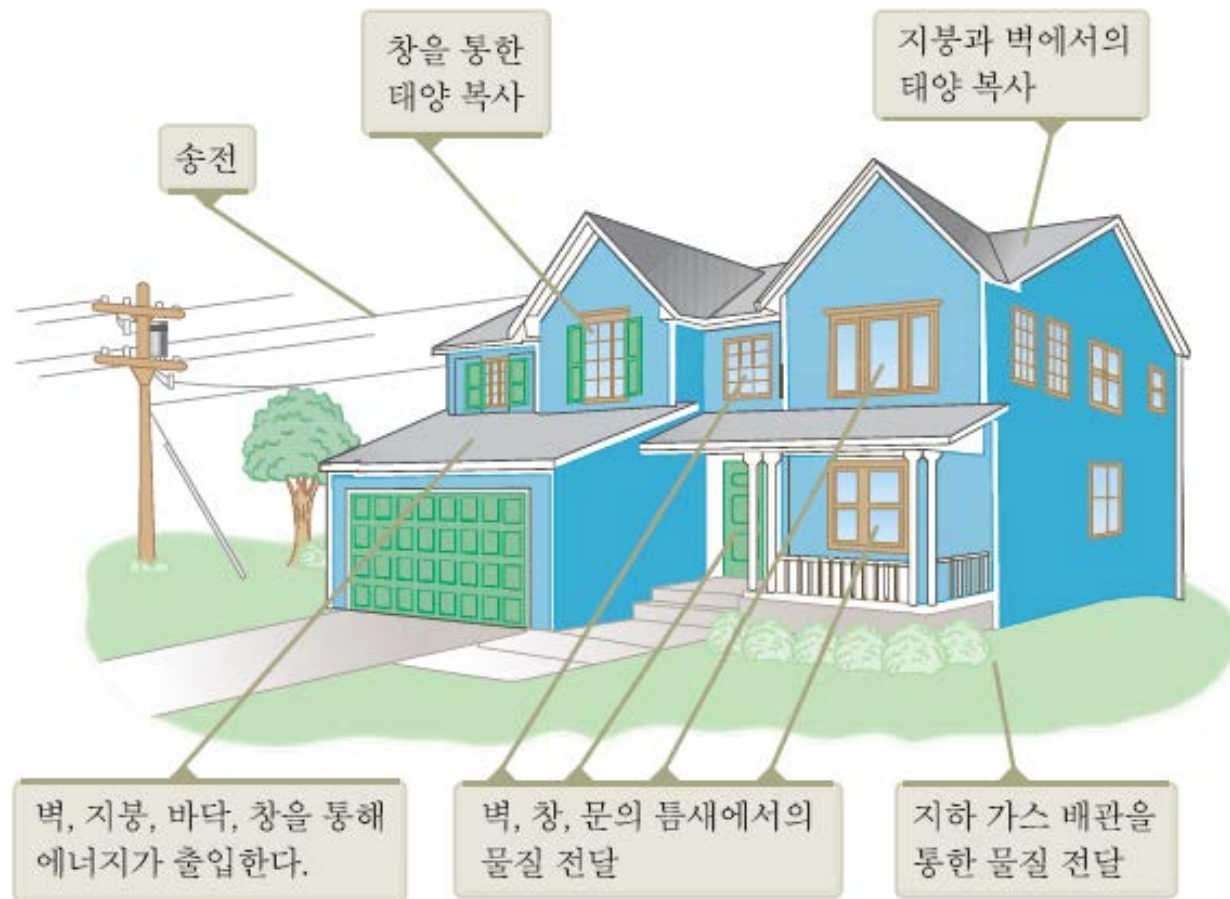 창을 통한
태양 복사
지붕과 벽에서의
태양 복사
송전
벽, 지붕, 바닥, 창을 통해
에너지가 출입한다.
벽, 창, 문의 틈새에서의
물질 전달
지하 가스 배관을
통한 물질 전달